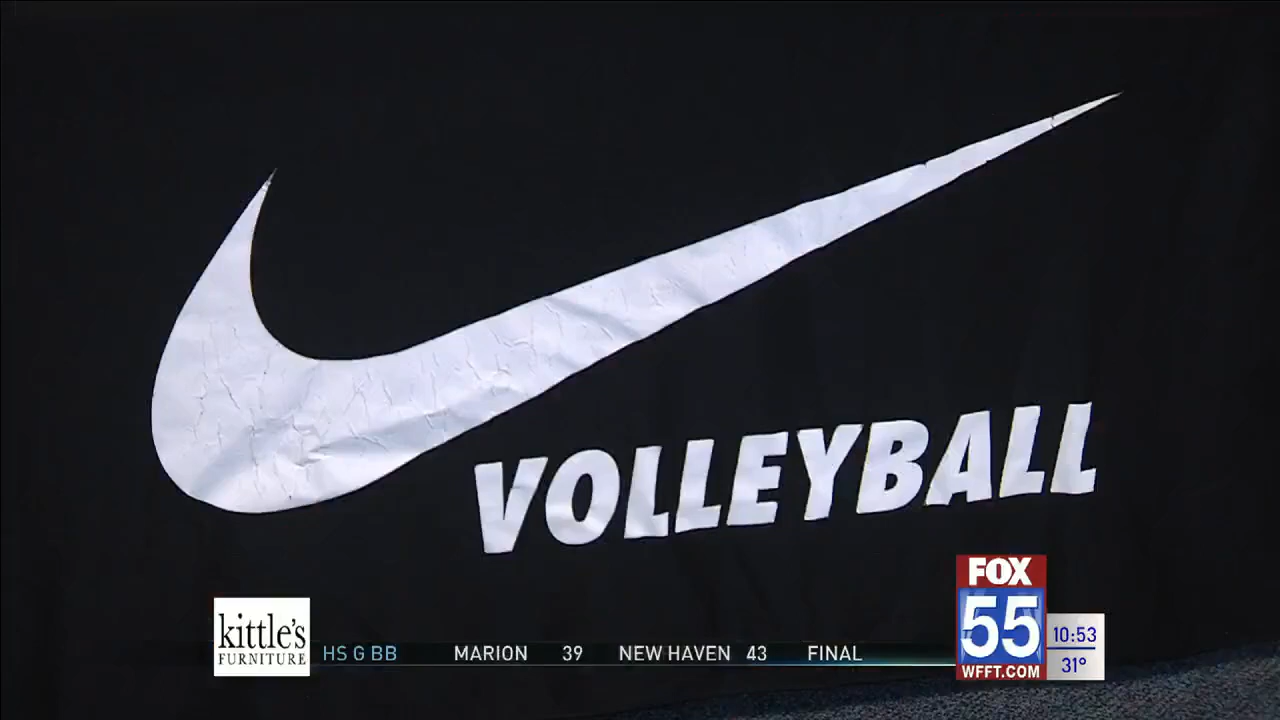 VOLLEYBALL
kittle's
FURNITURE
HS G BB MARION 39 NEW HAVEN 43 FINAL
FOX
55
WFFT.COM
10:53
31°